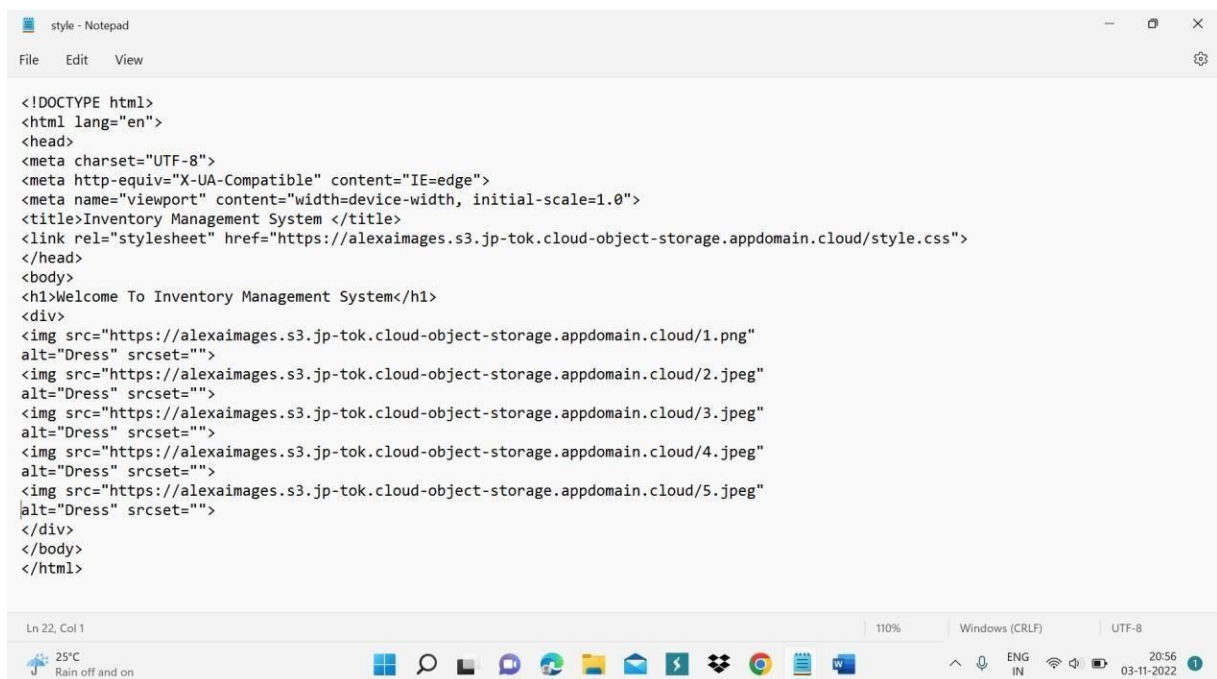 style - Notepad
File Edit View
<!DOCTYPE html>
<html lang="en">
<head>
<meta charset="UTF-8">
<meta http-equiv="X-UA-Compatible" content="IE=edge">
<meta name="viewport" content="width=device-width, initial-scale=1.0">
<title>Inventory Management System </title>
<link rel="stylesheet" href="https://alexaimages.s3.jp-tok.cloud-object-storage.appdomain.cloud/style.css">
</head>
<body>
<h1>Welcome To Inventory Management System</h1>
<div>
<img src="https://alexaimages.s3.jp-tok.cloud-object-storage.appdomain.cloud/1.png"
alt="Dress" srcset="">
<img src="https://alexaimages.s3.jp-tok.cloud-object-storage.appdomain.cloud/2.jpeg"
alt="Dress" srcset="">
<img src="https://alexaimages.s3.jp-tok.cloud-object-storage.appdomain.cloud/3.jpeg"
alt="Dress" srcset="">
<img src="https://alexaimages.s3.jp-tok.cloud-object-storage.appdomain.cloud/4.jpeg"
alt="Dress" srcset="">
<img src="https://alexaimages.s3.jp-tok.cloud-object-storage.appdomain.cloud/5.jpeg"
alt="Dress" srcset="">
</div>
</body>
</html>
Ln 22, Col 1 110% Windows (CRLF) UTF-8
25°C
Rain off and on
ENG
IN
20:56
03-11-2022
1